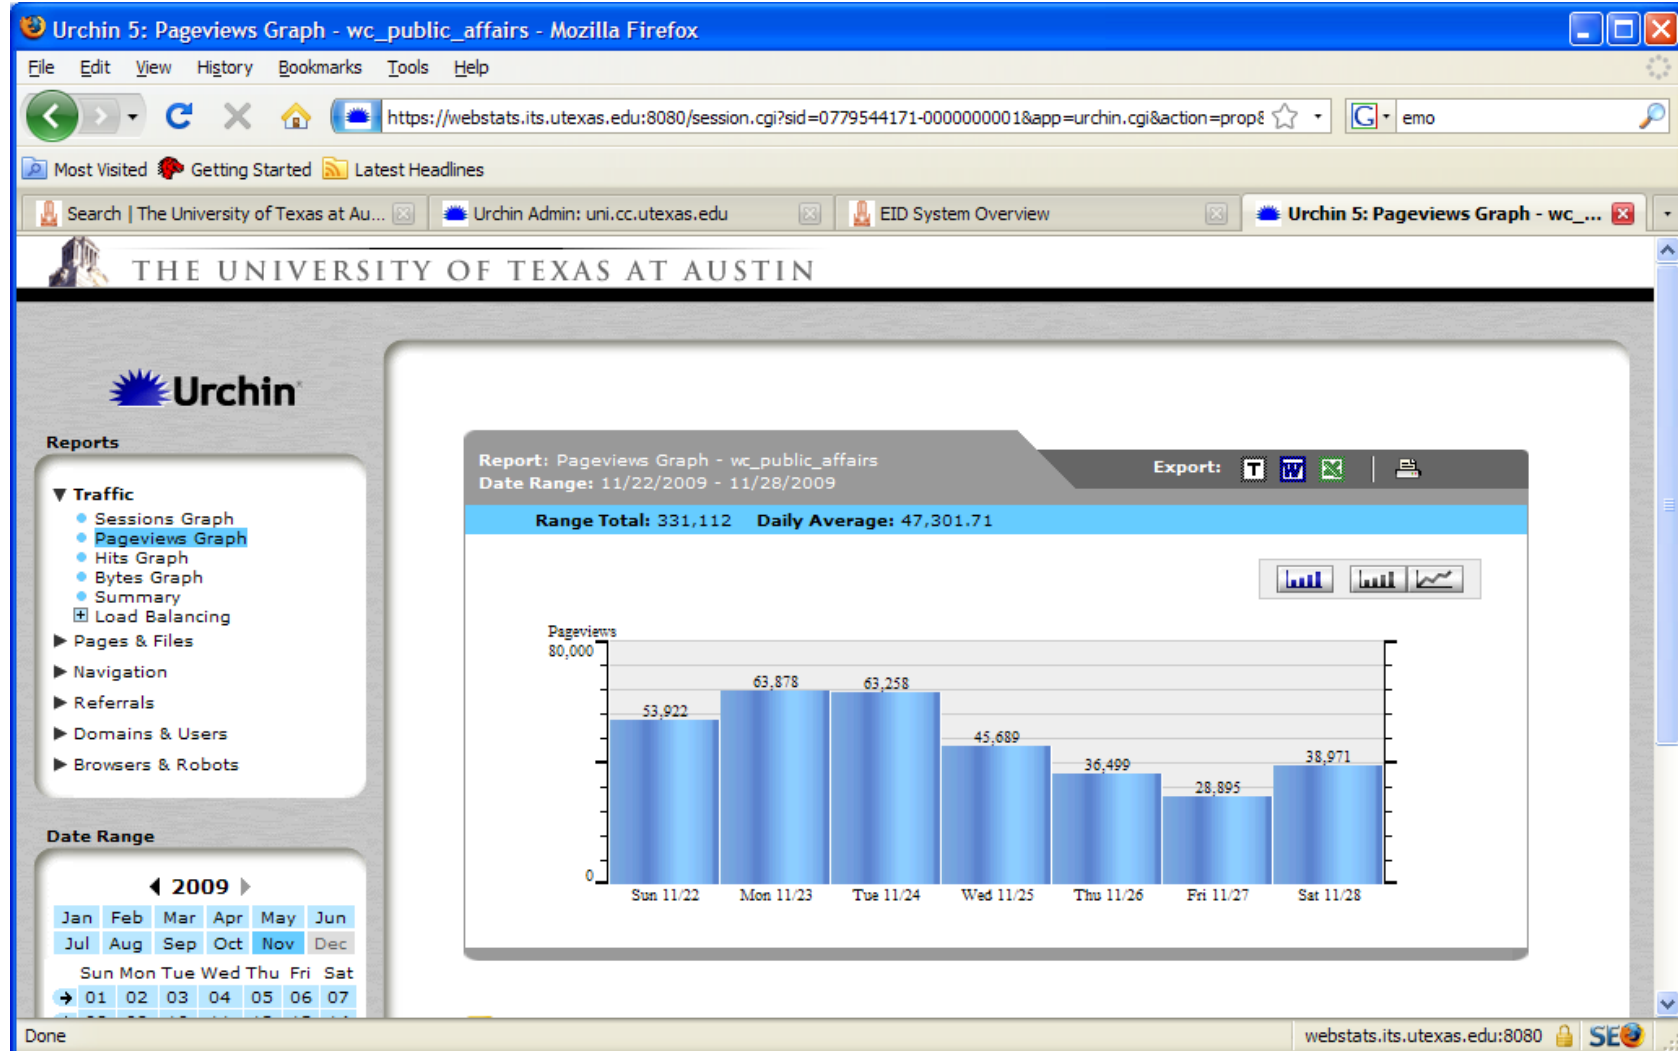 Urchin 5: Pageviews Graph - wc_public_affairs - Mozilla Firefox
File Edit View History Bookmarks Tools Help
https://webstats.its.utexas.edu:8080/session.cgi?sid=0779544171-0000000001&app=urchin.cgi&action=prop&
G emo
Most Visited Getting Started Latest Headlines
Search | The University of Texas at Au... Urchin Admin: uni.cc.utexas.edu EID System Overview Urchin 5: Pageviews Graph - wc_...
THE UNIVERSITY OF TEXAS AT AUSTIN
Urchin
Reports
Traffic
Sessions Graph
Pageviews Graph
Hits Graph
Bytes Graph
Summary
Load Balancing
Pages & Files
Navigation
Referrals
Domains & Users
Browsers & Robots
Date Range
2009
Jan Feb Mar Apr May Jun
Jul Aug Sep Oct Nov Dec
Sun Mon Tue Wed Thu Fri Sat
01 02 03 04 05 06 07
Report: Pageviews Graph - wc_public_affairs
Date Range: 11/22/2009 - 11/28/2009
Export: T W
Range Total: 331,112 Daily Average: 47,301.71
Pageviews
80,000
53,922 63,878 63,258 45,689 36,499 28,895 38,971
0
Sun 11/22 Mon 11/23 Tue 11/24 Wed 11/25 Thu 11/26 Fri 11/27 Sat 11/28
Done
webstats.its.utexas.edu:8080 SEO